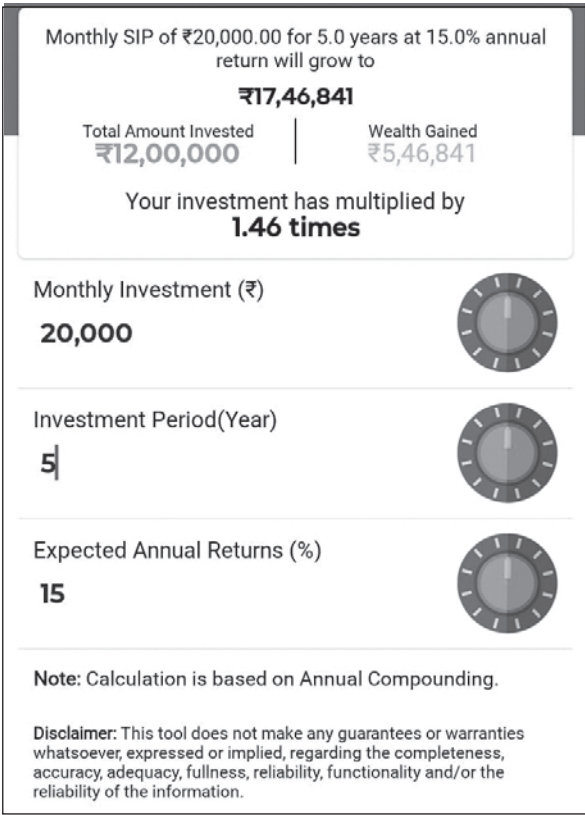 Monthly SIP of ₹20,000.00 for 5.0 years at 15.0% annual
return will grow to
₹17,46,841
Total Amount Invested
₹12,00,000
Wealth Gained
₹5,46,841
Your investment has multiplied by
1.46 times
Monthly Investment (₹)
20,000
Investment Period(Year)
5
Expected Annual Returns (%)
15
Note: Calculation is based on Annual Compounding.
Disclaimer: This tool does not make any guarantees or warranties
whatsoever, expressed or implied, regarding the completeness,
accuracy, adequacy, fullness, reliability, functionality and/or the
reliability of the information.